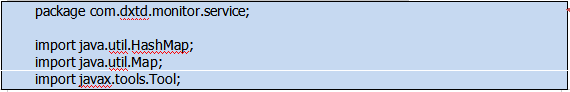 package com.dxtd.monitor.service;
import java.util.HashMap;
import java.util.Map;
import javax.tools.Tool;